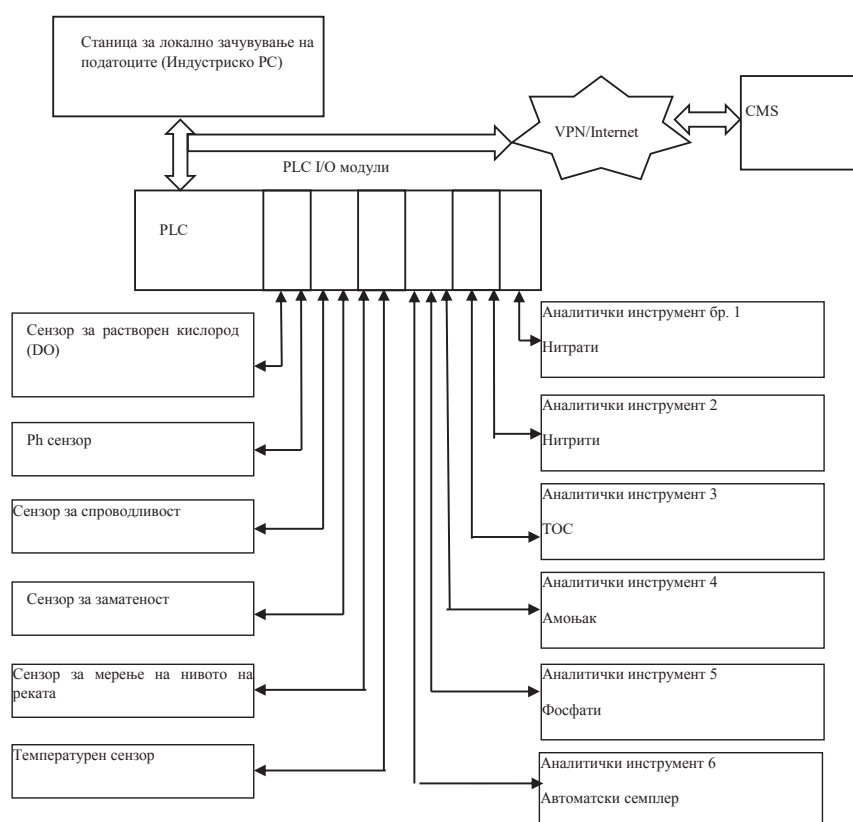 Станица за локално зачувување на
податоците (Индустриско PC)
VPN/Internet
CMS
PLC I/O модули
PLC
Сензор за растворен кислород
(DO)
Ph сензор
Сензор за спроводливост
Сензор за заматеност
Сензор за мерење на нивото на
реката
Температурен сензор
Аналитички инструмент бр. 1
Нитрати
Аналитички инструмент 2
Нитрити
Аналитички инструмент 3
TOC
Аналитички инструмент 4
Амоњак
Аналитички инструмент 5
Фосфати
Аналитички инструмент 6
Автоматски семплер